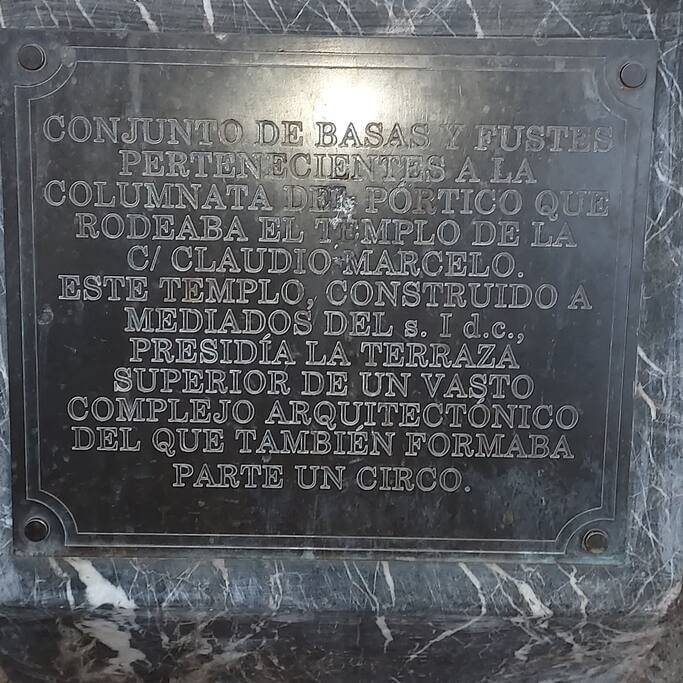 CONJUNTO DE BASAS Y FUSTES
PERTENECIENTES A LA
COLUMNATA DEL PÓRTICO QUE
RODEABA EL TEMPLO DE LA
C/ CLAUDIO MARCELO.
ESTE TEMPLO, CONSTRUIDO A
MEDIADOS DEL s. I d.c.,
PRESIDÍA LA TERRAZA
SUPERIOR DE UN VASTO
COMPLEJO ARQUITECTÓNICO
DEL QUE TAMBIÉN FORMABA
PARTE UN CIRCO.